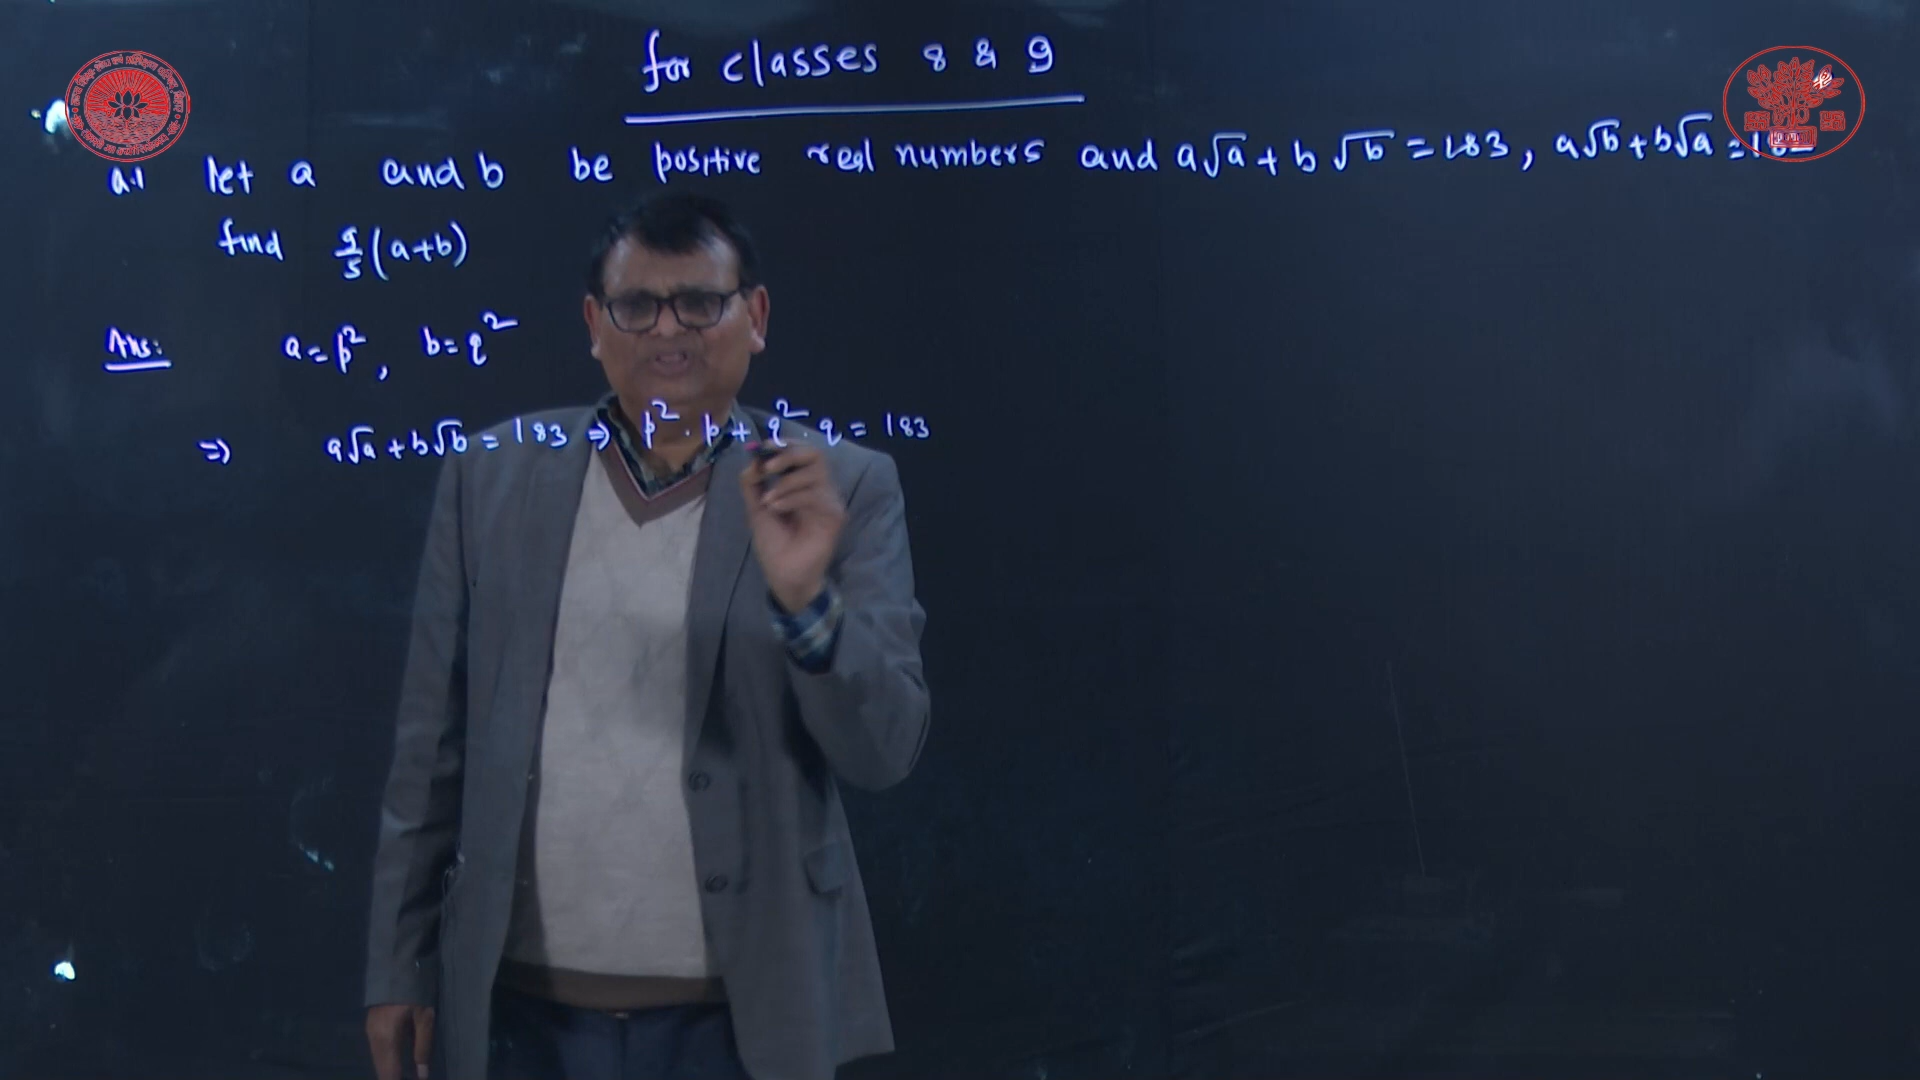 for classes 8 & 9
Q.1 let a and b be positive real numbers and a√a + b√b = 183, a√b + b√a =
find 9/5 (a+b)
Ans: a = p², b = q²
⇒ a√a + b√b = 183 ⇒ p² · p + q² · q = 183